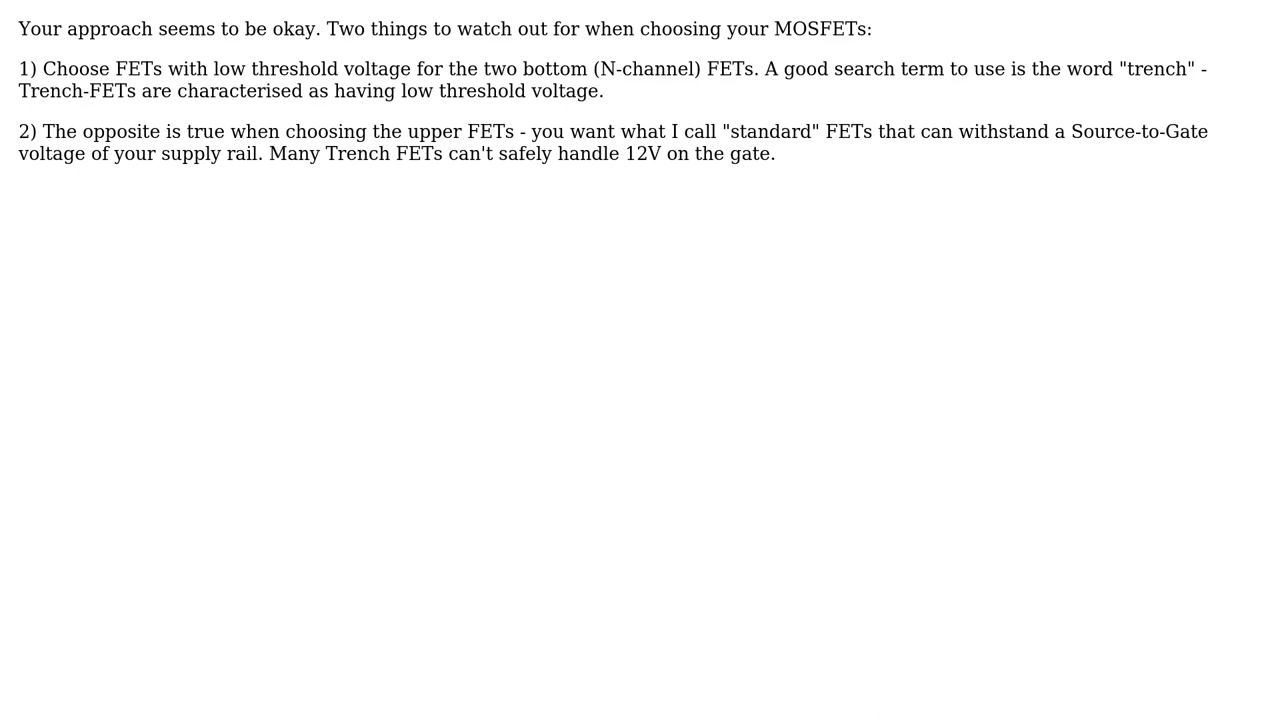 Your approach seems to be okay. Two things to watch out for when choosing your MOSFETs:
1) Choose FETs with low threshold voltage for the two bottom (N-channel) FETs. A good search term to use is the word "trench" -
Trench-FETs are characterised as having low threshold voltage.
2) The opposite is true when choosing the upper FETs - you want what I call "standard" FETs that can withstand a Source-to-Gate
voltage of your supply rail. Many Trench FETs can't safely handle 12V on the gate.